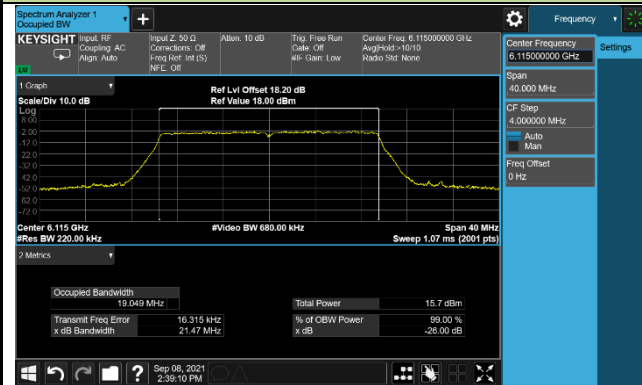 Spectrum Analyzer 1
Occupied BW
Frequency
KEYSIGHT
Input: RF
Coupling: AC
Align: Auto
Input Z: 50 Ω
Corrections: Off
Freq Ref: Int (S)
NFE: Off
Atten: 10 dB
Trig: Free Run
Gate: Off
#IF Gain: Low
Center Freq: 6.115000000 GHz
Avg|Hold:>10/10
Radio Std: None
Center Frequency
6.115000000 GHz
Settings
Span
40.000 MHz
CF Step
4.000000 MHz
Auto
Man
Freq Offset
0 Hz
1 Graph
Scale/Div 10.0 dB
Ref Lvl Offset 18.20 dB
Ref Value 18.00 dBm
Log
8.00
-2.00
-12.0
-22.0
-32.0
-42.0
-52.0
-62.0
-72.0
Center 6.115 GHz
#Video BW 680.00 kHz
Span 40 MHz
#Res BW 220.00 kHz
Sweep 1.07 ms (2001 pts)
2 Metrics
Occupied Bandwidth
19.049 MHz
Total Power 15.7 dBm
Transmit Freq Error 16.315 kHz
% of OBW Power 99.00 %
x dB Bandwidth 21.47 MHz
x dB -26.00 dB
?
Sep 08, 2021
2:39:10 PM